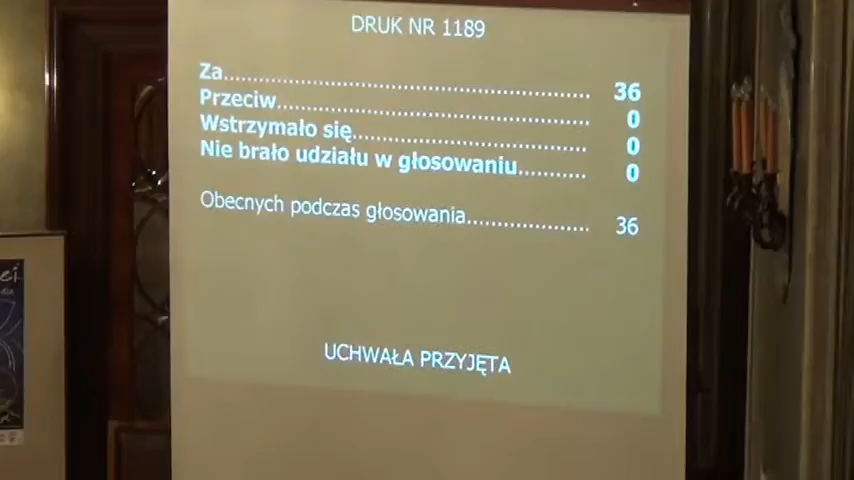 DRUK NR 1189
Za.......................................................... 36
Przeciw.................................................. 0
Wstrzymało się..................................... 0
Nie brało udziału w głosowaniu........... 0
Obecnych podczas głosowania.................. 36
UCHWAŁA PRZYJĘTA